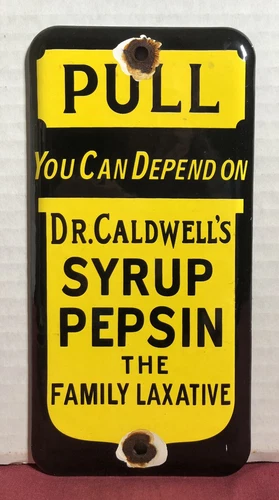 PULL
YOU CAN DEPEND ON
DR. CALDWELL'S
SYRUP
PEPSIN
THE
FAMILY LAXATIVE